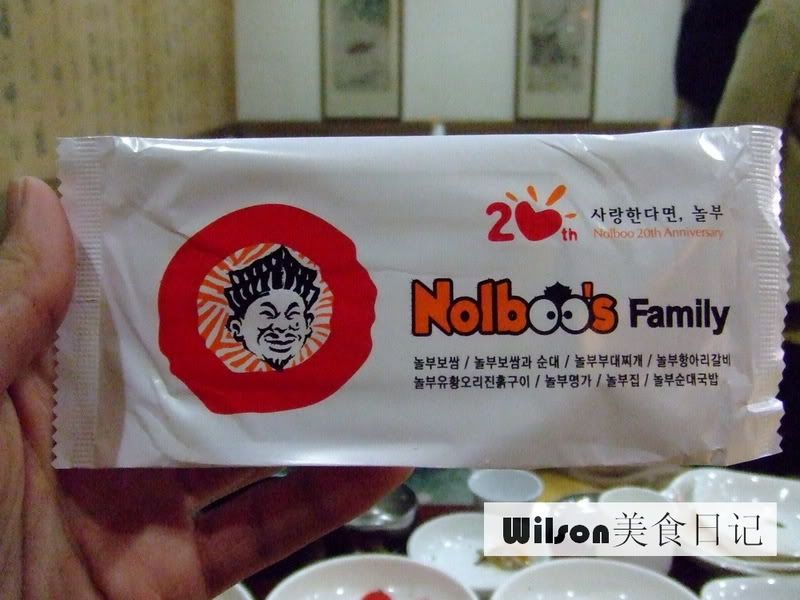 20th 사랑한다면, 놀부
Nolboo 20th Anniversary
Nolboo's Family
놀부보쌈 / 놀부보쌈과 순대 / 놀부부대찌개 / 놀부항아리갈비
놀부유황오리진흙구이 / 놀부명가 / 놀부집 / 놀부순대국밥
Wilson美食日记